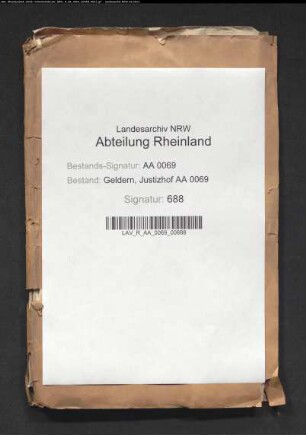 Landesarchiv NRW
Abteilung Rheinland
Bestands-Signatur: AA 0069
Bestand: Geldern, Justizhof AA 0069
Signatur: 688
LAV_R_AA_0069_00688